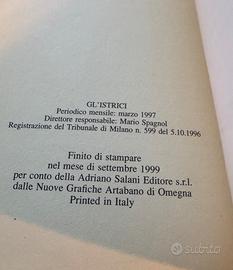 GL'ISTRICI
Periodico mensile: marzo 1997
Direttore responsabile: Mario Spagnol
Registrazione del Tribunale di Milano n. 599 del 5.10.1996
Finito di stampare
nel mese di settembre 1999
per conto della Adriano Salani Editore s.r.l.
dalle Nuove Grafiche Artabano di Omegna
Printed in Italy
subito